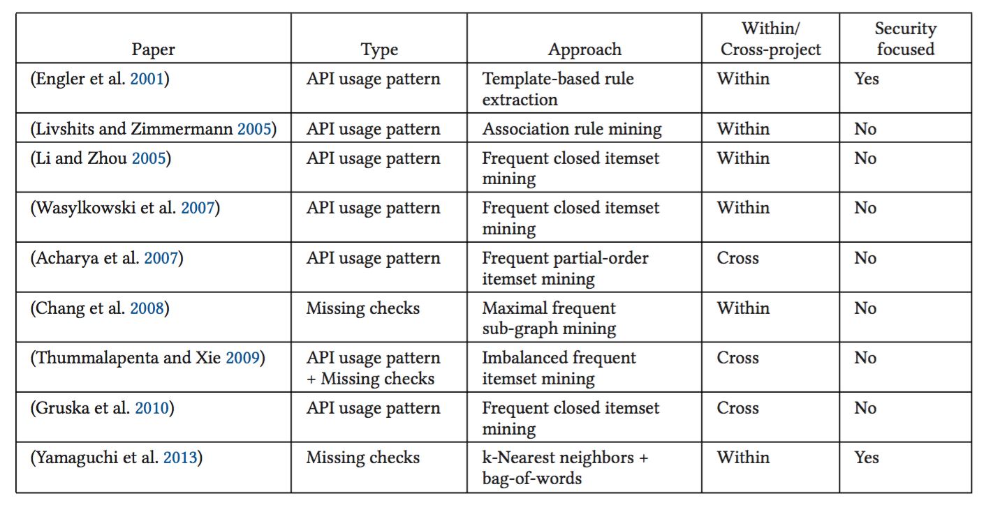 Paper Type Approach Within/ Cross-project Security focused
(Engler et al. 2001) API usage pattern Template-based rule extraction Within Yes
(Livshits and Zimmermann 2005) API usage pattern Association rule mining Within No
(Li and Zhou 2005) API usage pattern Frequent closed itemset mining Within No
(Wasylkowski et al. 2007) API usage pattern Frequent closed itemset mining Within No
(Acharya et al. 2007) API usage pattern Frequent partial-order itemset mining Cross No
(Chang et al. 2008) Missing checks Maximal frequent sub-graph mining Within No
(Thummalapenta and Xie 2009) API usage pattern + Missing checks Imbalanced frequent itemset mining Cross No
(Gruska et al. 2010) API usage pattern Frequent closed itemset mining Cross No
(Yamaguchi et al. 2013) Missing checks k-Nearest neighbors + bag-of-words Within Yes